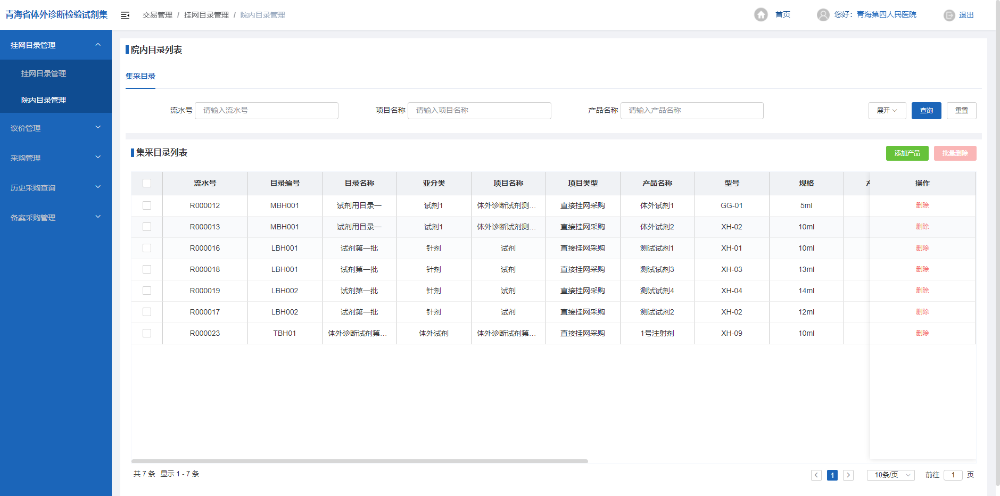 青海省体外诊断检验试剂集
交易管理 / 挂网目录管理 / 院内目录管理
首页
您好：青海第四人民医院
退出
挂网目录管理
挂网目录管理
院内目录管理
议价管理
采购管理
历史采购查询
备案采购管理
院内目录列表
集采目录
流水号 请输入流水号 项目名称 请输入项目名称 产品名称 请输入产品名称 展开 查询 重置
集采目录列表
添加产品 批量删除
流水号 目录编号 目录名称 亚分类 项目名称 项目类型 产品名称 型号 规格 操作
R000012 MBH001 试剂用目录一 试剂1 体外诊断试剂测... 直接挂网采购 体外试剂1 GG-01 5ml 删除
R000013 MBH001 试剂用目录一 试剂1 体外诊断试剂测... 直接挂网采购 体外试剂2 XH-02 10ml 删除
R000016 LBH001 试剂第一批 针剂 试剂 直接挂网采购 测试试剂1 XH-01 10ml 删除
R000018 LBH001 试剂第一批 针剂 试剂 直接挂网采购 测试试剂3 XH-03 13ml 删除
R000019 LBH002 试剂第一批 针剂 试剂 直接挂网采购 测试试剂4 XH-04 14ml 删除
R000017 LBH002 试剂第一批 针剂 试剂 直接挂网采购 测试试剂2 XH-02 12ml 删除
R000023 TBH01 体外诊断试剂第... 体外试剂 体外诊断试剂第... 直接挂网采购 1号注射剂 XH-09 10ml 删除
共 7 条 显示 1 - 7 条
1 10条/页 前往 1 页